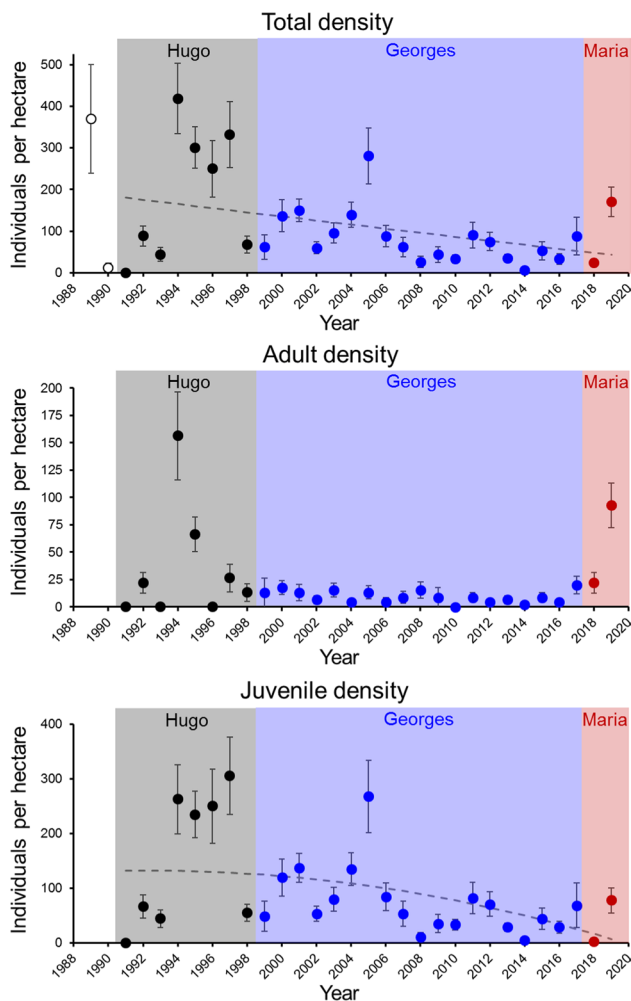 Total density
Hugo Georges Maria
Individuals per hectare
500
400
300
200
100
0
1988 1990 1992 1994 1996 1998 2000 2002 2004 2006 2008 2010 2012 2014 2016 2018 2020
Year
Adult density
Hugo Georges Maria
Individuals per hectare
200
175
150
125
100
75
50
25
0
1988 1990 1992 1994 1996 1998 2000 2002 2004 2006 2008 2010 2012 2014 2016 2018 2020
Year
Juvenile density
Hugo Georges Maria
Individuals per hectare
400
300
200
100
0
1988 1990 1992 1994 1996 1998 2000 2002 2004 2006 2008 2010 2012 2014 2016 2018 2020
Year